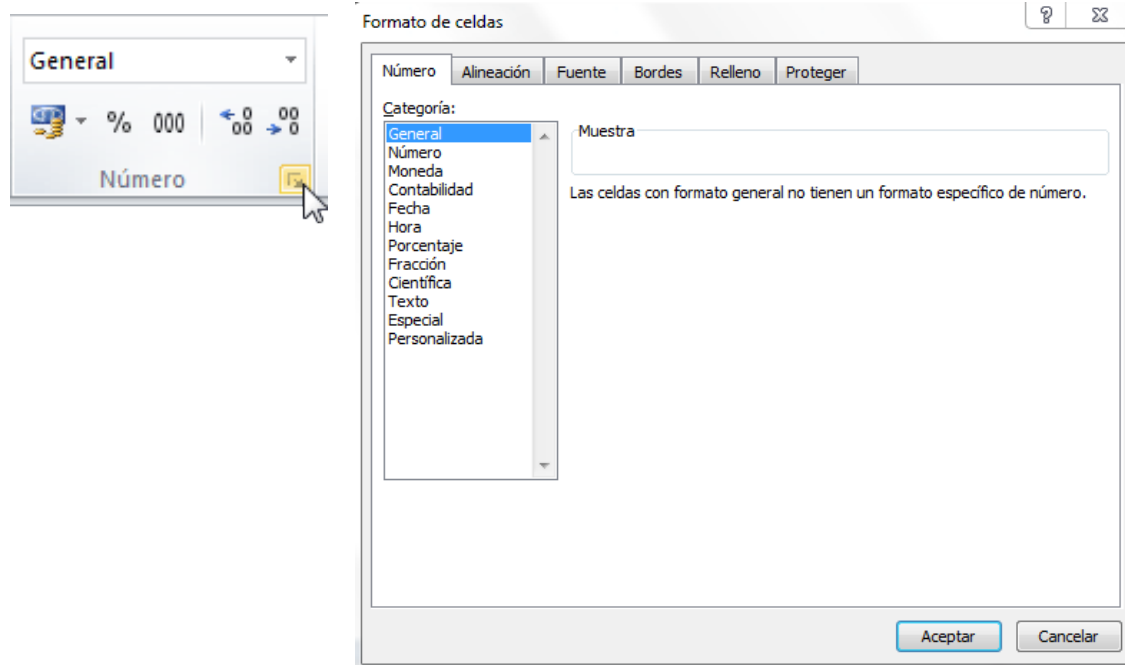 General
% 000 ,0 ,00
00 0
Número
Formato de celdas
Número Alineación Fuente Bordes Relleno Proteger
Categoría:
General
Número
Moneda
Contabilidad
Fecha
Hora
Porcentaje
Fracción
Científica
Texto
Especial
Personalizada
Muestra
Las celdas con formato general no tienen un formato específico de número.
Aceptar Cancelar